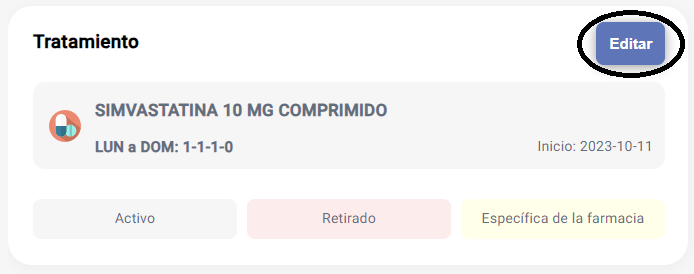 Tratamiento
Editar
SIMVASTATINA 10 MG COMPRIMIDO
LUN a DOM: 1-1-1-0
Inicio: 2023-10-11
Activo
Retirado
Específica de la farmacia